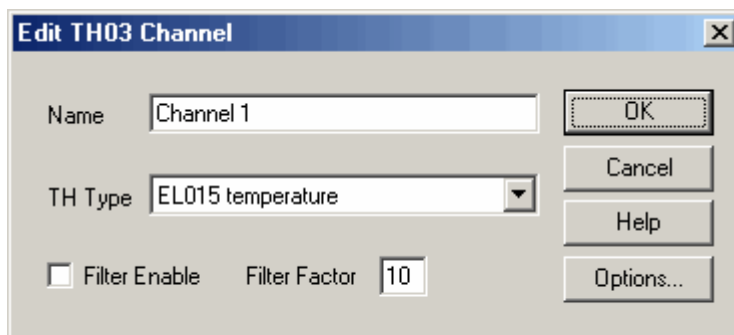 Edit TH03 Channel
Name
Channel 1
OK
Cancel
TH Type
EL015 temperature
Help
Filter Enable
Filter Factor
10
Options...